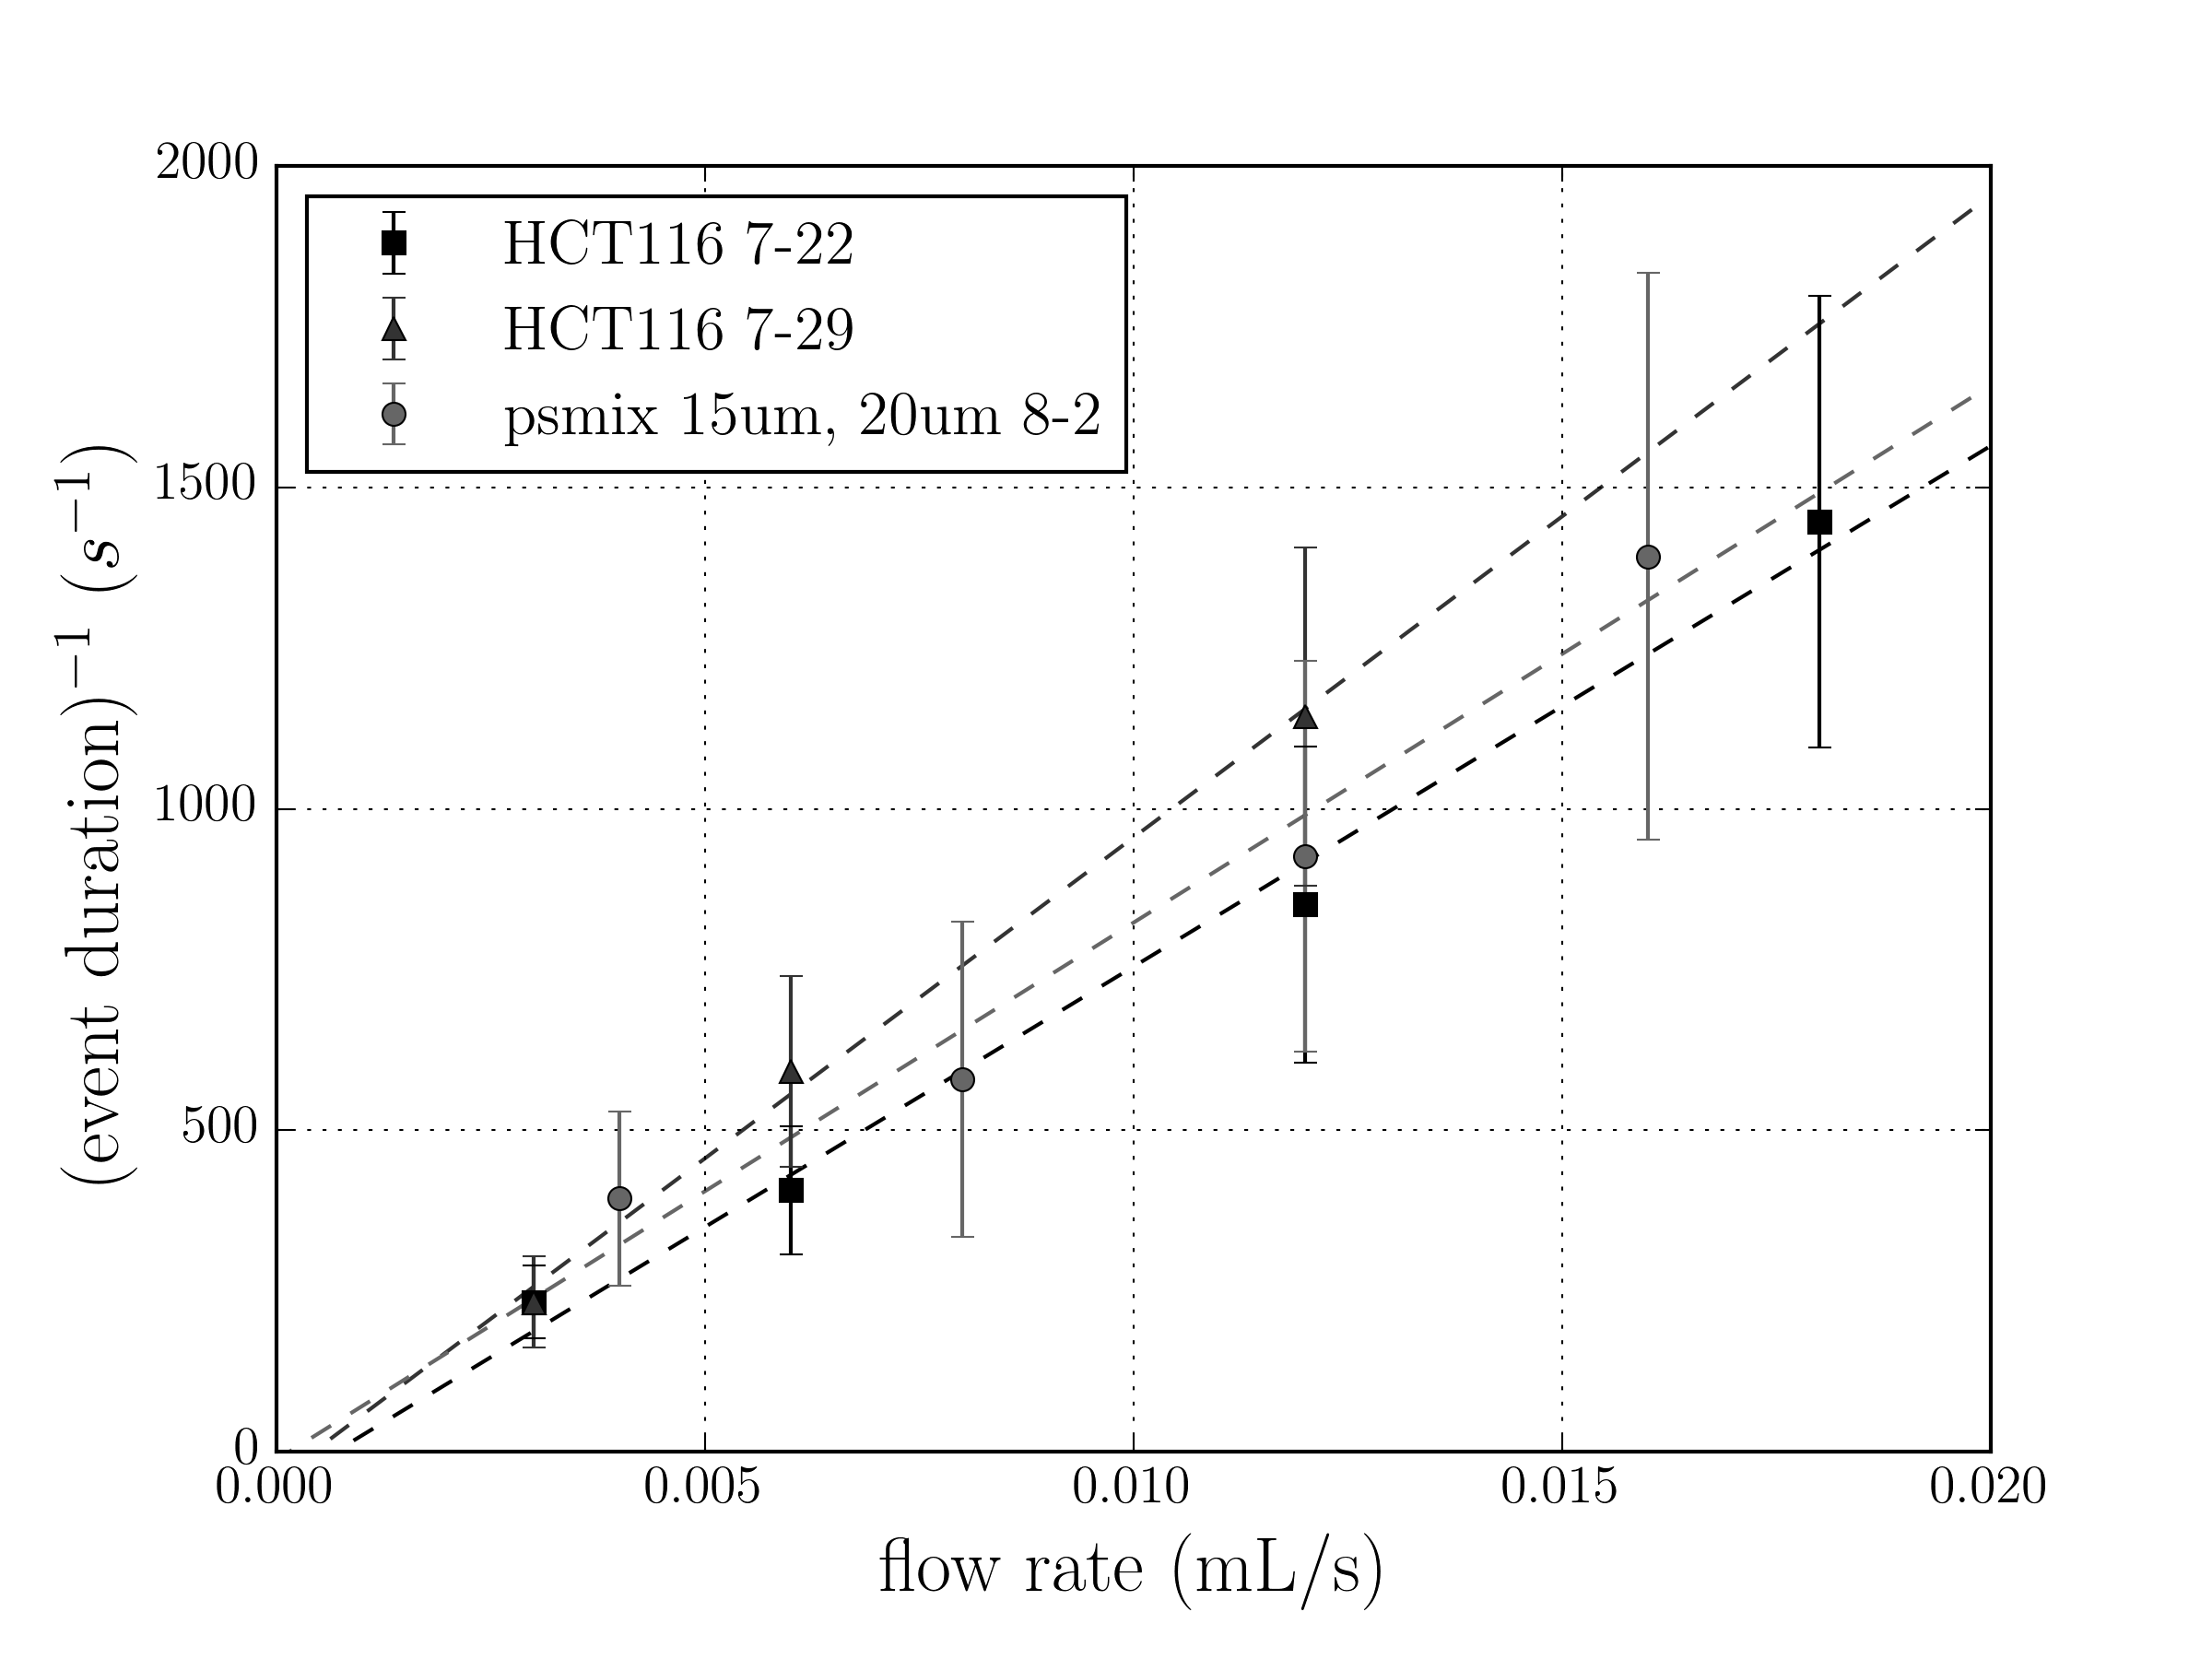 2000
HCT116 7-22
HCT116 7-29
psmix 15um, 20um 8-2
1500
1000
500
0
(event duration)⁻¹ (s⁻¹)
0.000 0.005 0.010 0.015 0.020
flow rate (mL/s)